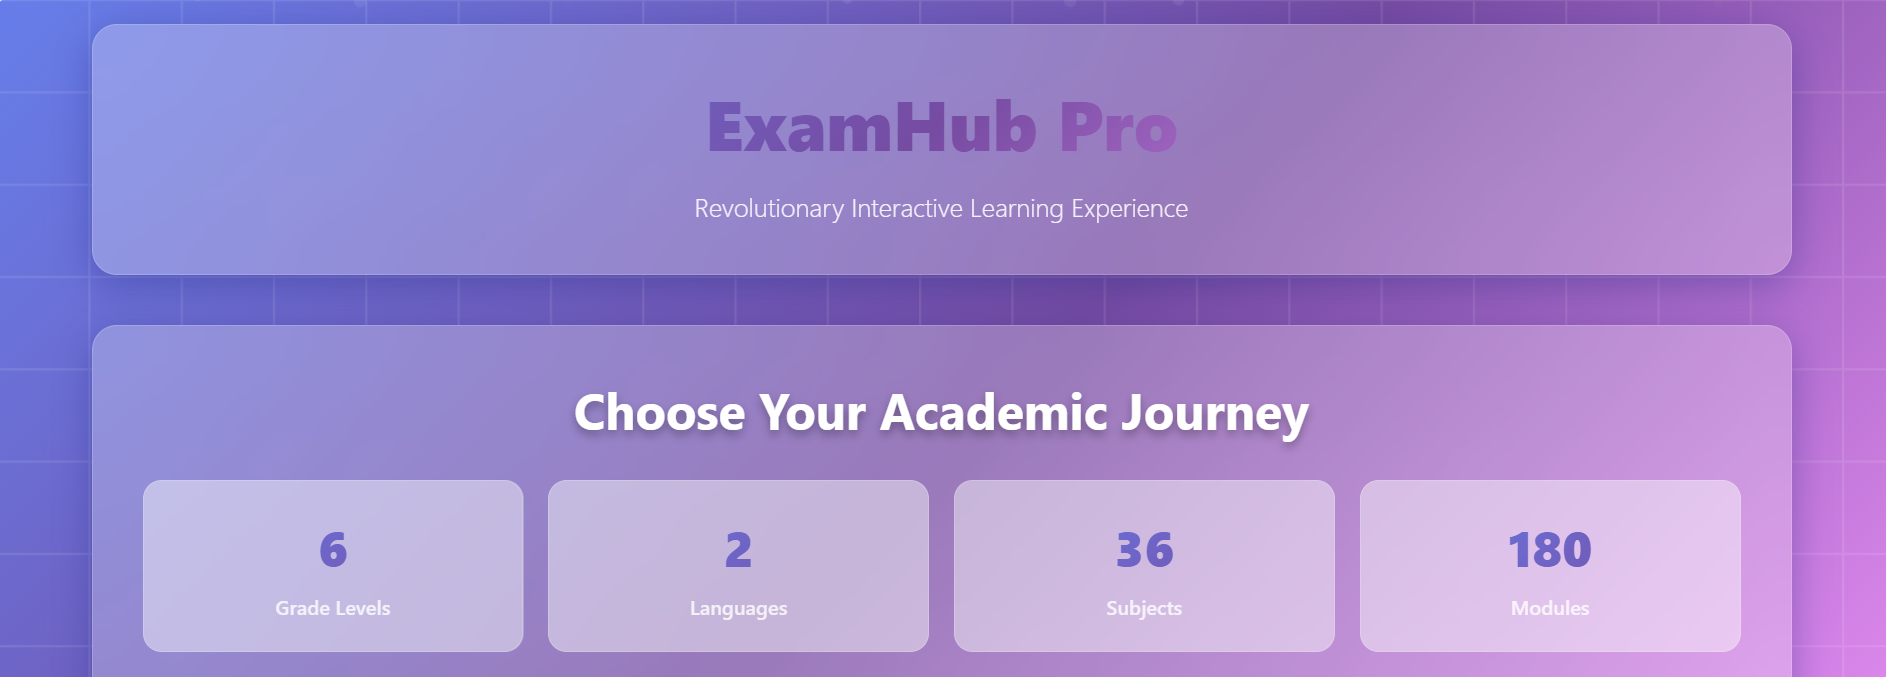 ExamHub Pro
Revolutionary Interactive Learning Experience
Choose Your Academic Journey
6
Grade Levels
2
Languages
36
Subjects
180
Modules